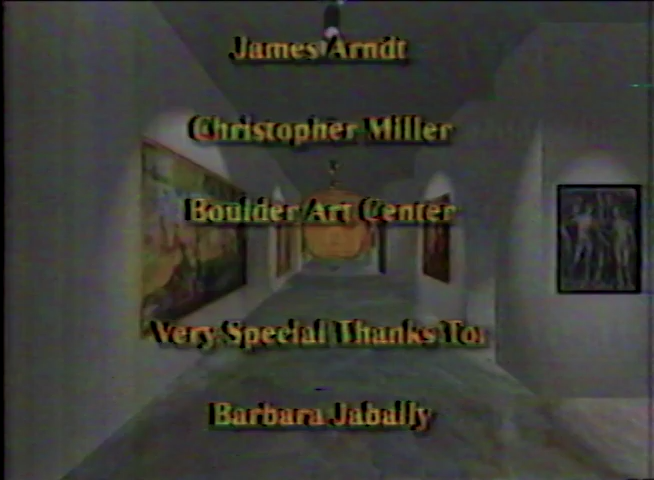 James Arndt
Christopher Miller
Boulder Art Center
Very Special Thanks To:
Barbara Jabally